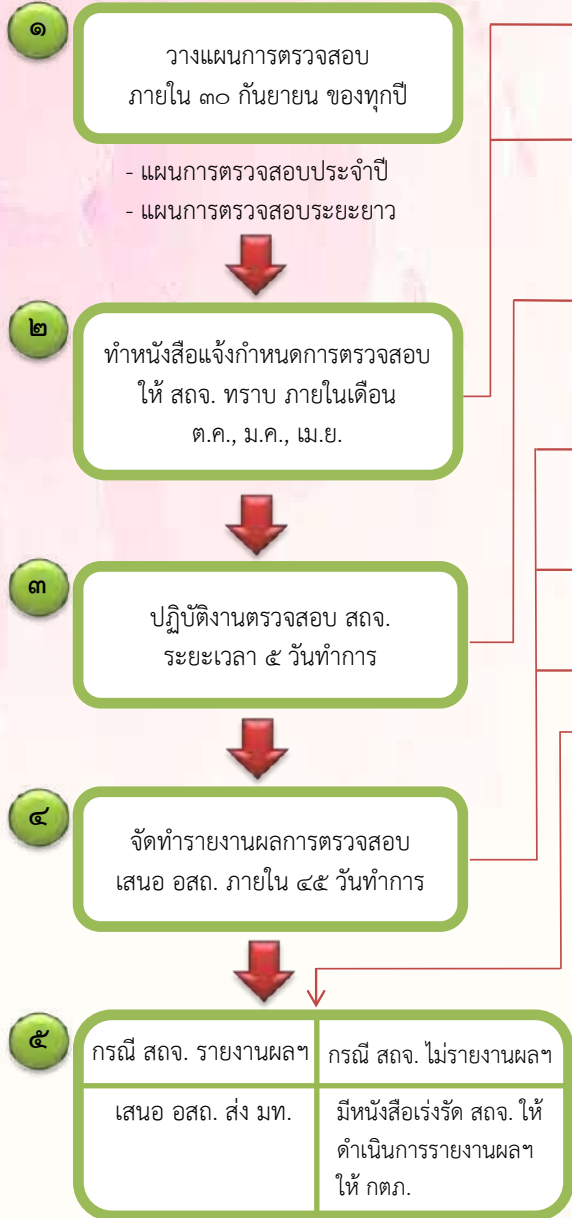 ๑
วางแผนการตรวจสอบ
ภายใน ๓๐ กันยายน ของทุกปี
- แผนการตรวจสอบประจำปี
- แผนการตรวจสอบระยะยาว
๒
ทำหนังสือแจ้งกำหนดการตรวจสอบ
ให้ สถจ. ทราบ ภายในเดือน
ต.ค., ม.ค., เม.ย.
๓
ปฏิบัติงานตรวจสอบ สถจ.
ระยะเวลา ๕ วันทำการ
๔
จัดทำรายงานผลการตรวจสอบ
เสนอ อสถ. ภายใน ๔๕ วันทำการ
๕
กรณี สถจ. รายงานผลฯ
กรณี สถจ. ไม่รายงานผลฯ
เสนอ อสถ. ส่ง มท.
มีหนังสือเร่งรัด สถจ. ให้
ดำเนินการรายงานผลฯ
ให้ กตภ.